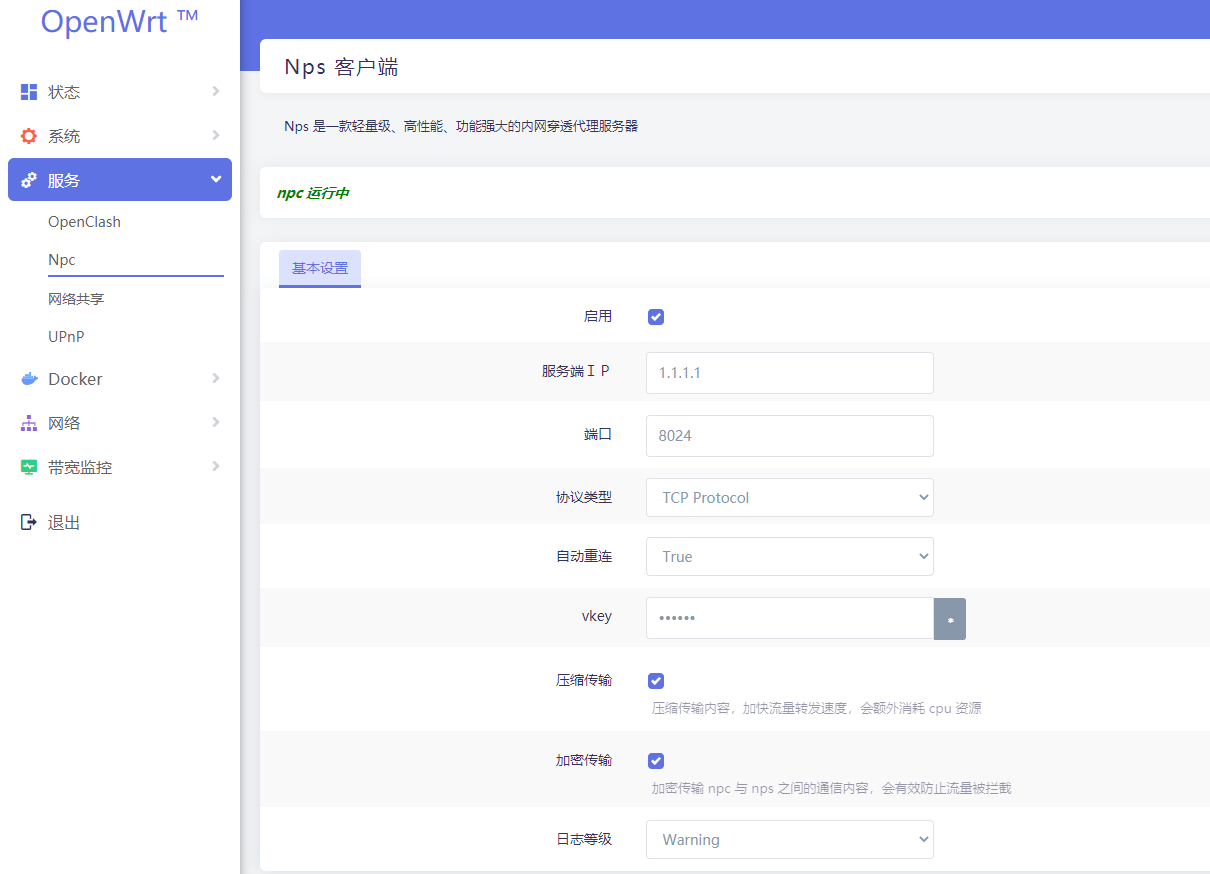 OpenWrt ™
状态
系统
服务
OpenClash
Npc
网络共享
UPnP
Docker
网络
带宽监控
退出
Nps 客户端
Nps 是一款轻量级、高性能、功能强大的内网穿透代理服务器
npc 运行中
基本设置
启用
服务端ＩＰ 1.1.1.1
端口 8024
协议类型 TCP Protocol
自动重连 True
vkey ••••••  *
压缩传输
压缩传输内容，加快流量转发速度，会额外消耗 cpu 资源
加密传输
加密传输 npc 与 nps 之间的通信内容，会有效防止流量被拦截
日志等级 Warning